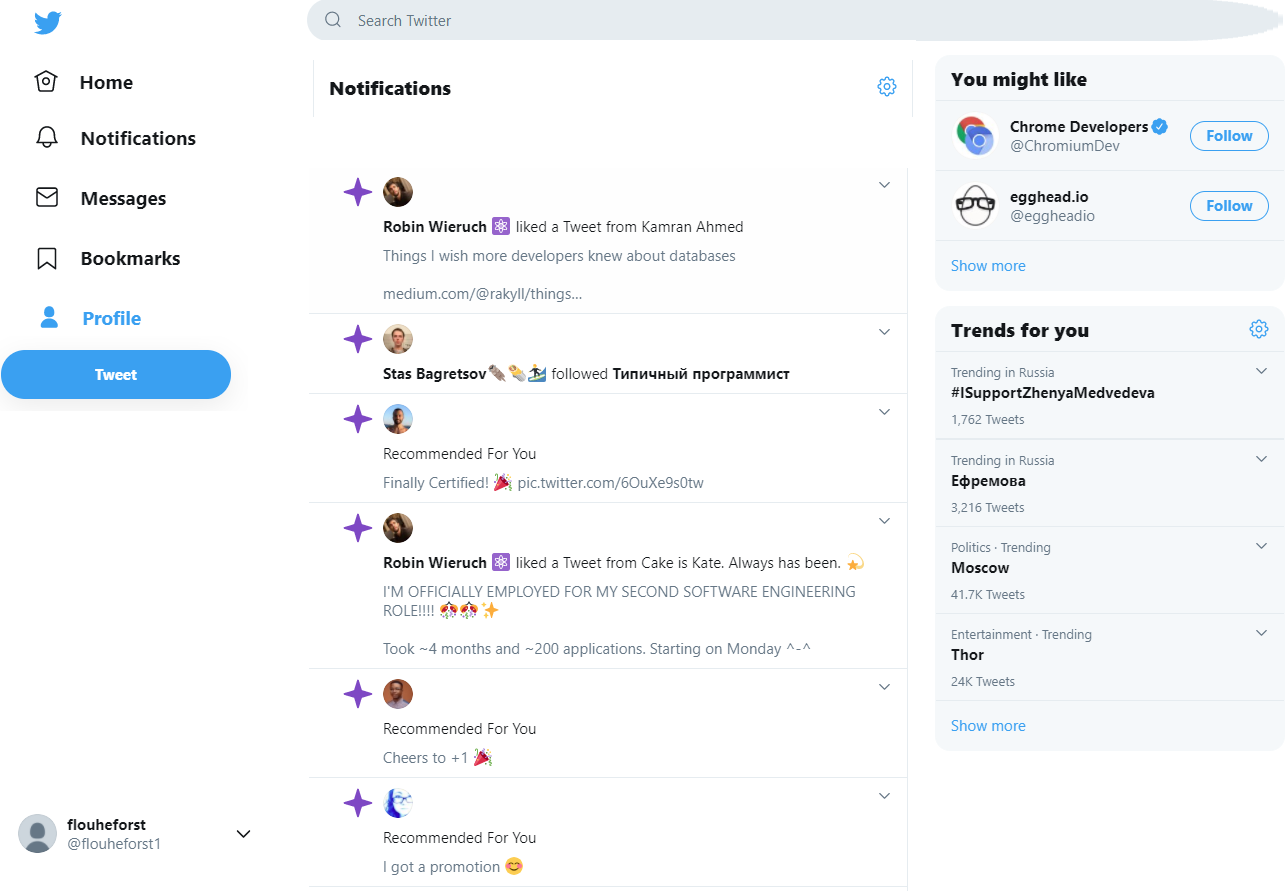 Search Twitter
Home
Notifications
Messages
Bookmarks
Profile
Tweet
flouheforst
@flouheforst1
Notifications
Robin Wieruch ⚛ liked a Tweet from Kamran Ahmed
Things I wish more developers knew about databases
medium.com/@rakyll/things...
Stas Bagretsov followed Типичный программист
Recommended For You
Finally Certified! 🎉 pic.twitter.com/6OuXe9s0tw
Robin Wieruch ⚛ liked a Tweet from Cake is Kate. Always has been. 💫
I'M OFFICIALLY EMPLOYED FOR MY SECOND SOFTWARE ENGINEERING
ROLE!!!! 🎊🎊✨
Took ~4 months and ~200 applications. Starting on Monday ^-^
Recommended For You
Cheers to +1 🎉
Recommended For You
I got a promotion 😊
You might like
Chrome Developers
@ChromiumDev
Follow
egghead.io
@eggheadio
Follow
Show more
Trends for you
Trending in Russia
#ISupportZhenyaMedvedeva
1,762 Tweets
Trending in Russia
Ефремова
3,216 Tweets
Politics · Trending
Moscow
41.7K Tweets
Entertainment · Trending
Thor
24K Tweets
Show more